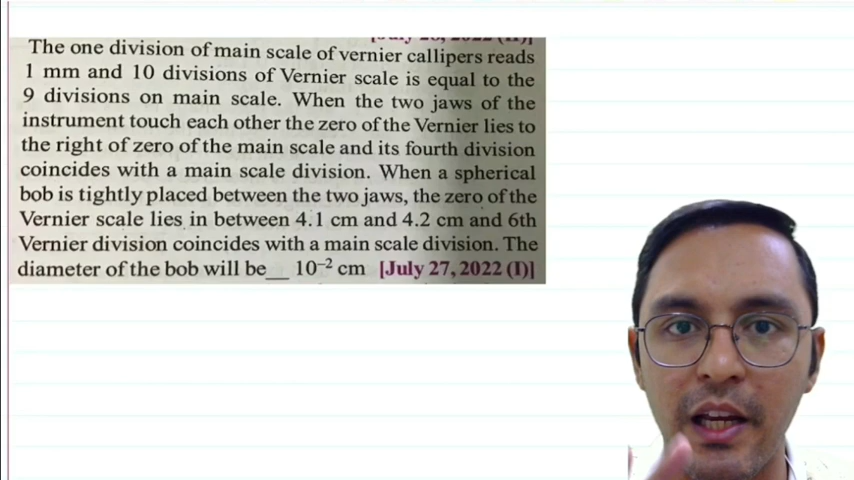 The one division of main scale of vernier callipers reads
1 mm and 10 divisions of Vernier scale is equal to the
9 divisions on main scale. When the two jaws of the
instrument touch each other the zero of the Vernier lies to
the right of zero of the main scale and its fourth division
coincides with a main scale division. When a spherical
bob is tightly placed between the two jaws, the zero of the
Vernier scale lies in between 4.1 cm and 4.2 cm and 6th
Vernier division coincides with a main scale division. The
diameter of the bob will be__ 10⁻² cm [July 27, 2022 (I)]